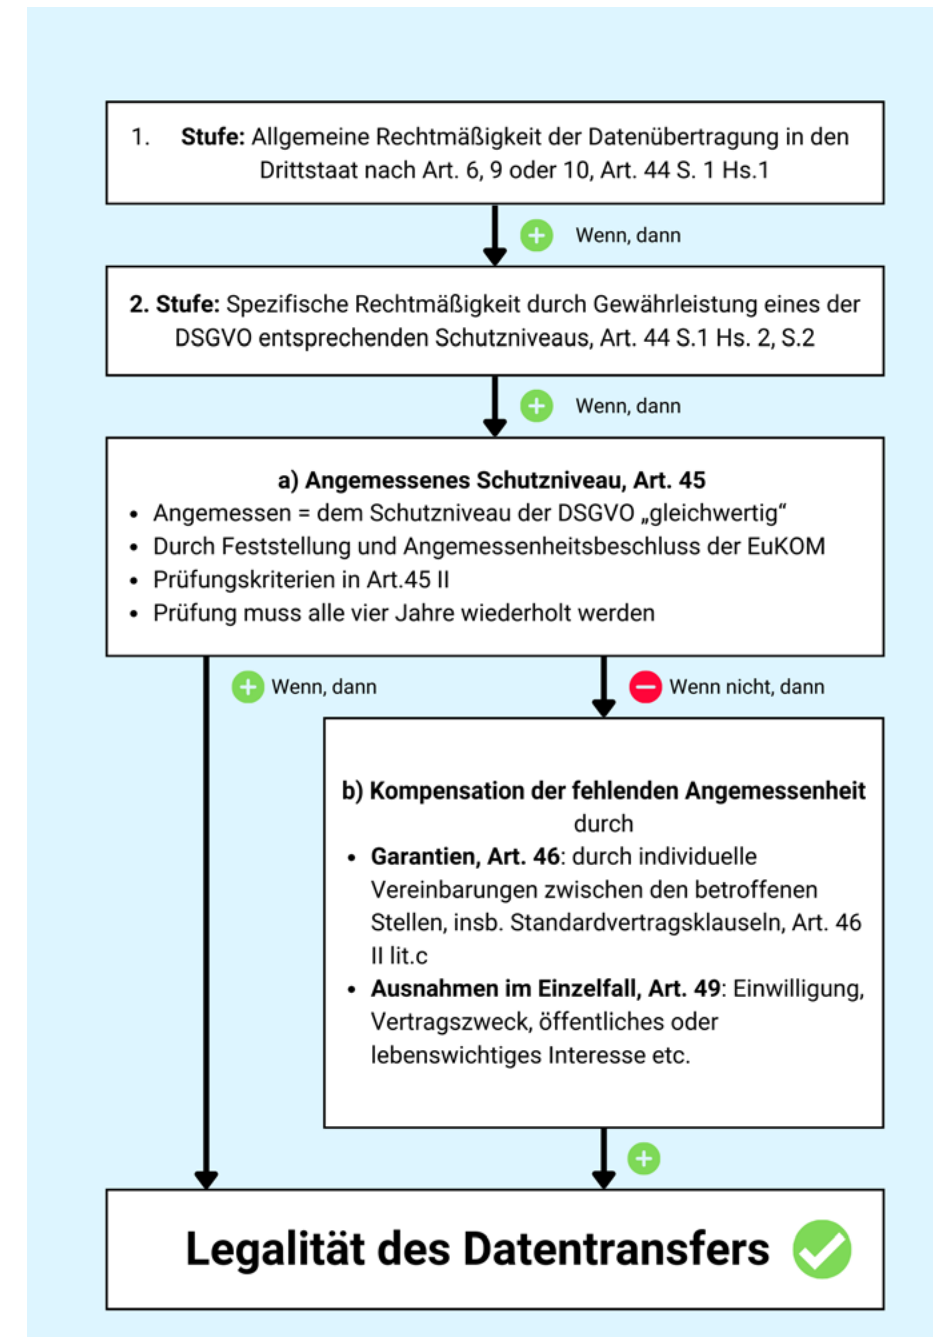 1. Stufe: Allgemeine Rechtmäßigkeit der Datenübertragung in den
Drittstaat nach Art. 6, 9 oder 10, Art. 44 S. 1 Hs.1
Wenn, dann
2. Stufe: Spezifische Rechtmäßigkeit durch Gewährleistung eines der
DSGVO entsprechenden Schutzniveaus, Art. 44 S.1 Hs. 2, S.2
Wenn, dann
a) Angemessenes Schutzniveau, Art. 45
• Angemessen = dem Schutzniveau der DSGVO „gleichwertig“
• Durch Feststellung und Angemessenheitsbeschluss der EuKOM
• Prüfungskriterien in Art.45 II
• Prüfung muss alle vier Jahre wiederholt werden
Wenn, dann
Wenn nicht, dann
b) Kompensation der fehlenden Angemessenheit
durch
• Garantien, Art. 46: durch individuelle
Vereinbarungen zwischen den betroffenen
Stellen, insb. Standardvertragsklauseln, Art. 46
II lit.c
• Ausnahmen im Einzelfall, Art. 49: Einwilligung,
Vertragszweck, öffentliches oder
lebenswichtiges Interesse etc.
Legalität des Datentransfers